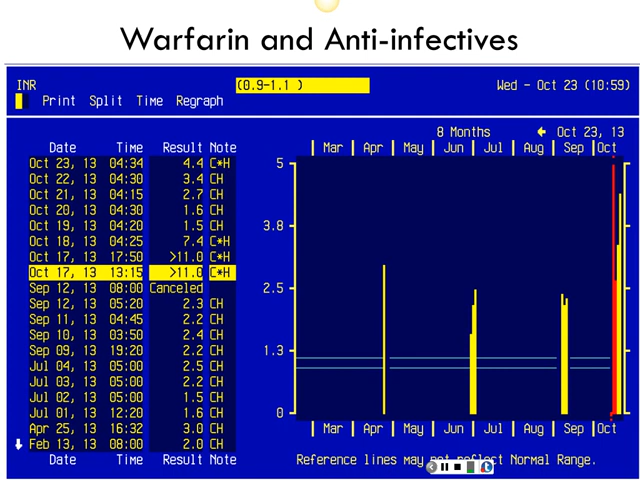 Warfarin and Anti-infectives
INR (0.9-1.1 ) Wed - Oct 23 (10:59)
Print Split Time Regraph
8 Months Oct 23, 13
Date Time Result Note Mar Apr May Jun Jul Aug Sep Oct
Oct 23, 13 04:34 4.4 C*H 5
Oct 22, 13 04:30 3.4 CH
Oct 21, 13 04:15 2.7 CH
Oct 20, 13 04:30 1.6 CH
Oct 19, 13 04:20 1.5 CH 3.8
Oct 18, 13 04:25 7.4 C*H
Oct 17, 13 17:50 >11.0 C*H
Oct 17, 13 13:15 >11.0 C*H
Sep 12, 13 08:00 Canceled 2.5
Sep 12, 13 05:20 2.3 CH
Sep 11, 13 04:45 2.2 CH
Sep 10, 13 03:50 2.4 CH
Sep 09, 13 19:20 2.2 CH 1.3
Jul 04, 13 05:00 2.5 CH
Jul 03, 13 05:00 2.2 CH
Jul 02, 13 05:00 1.5 CH
Jul 01, 13 12:20 1.6 CH 0
Apr 25, 13 16:32 3.0 CH Mar Apr May Jun Jul Aug Sep Oct
Feb 13, 13 08:00 2.0 CH
Date Time Result Note Reference lines may not reflect Normal Range.